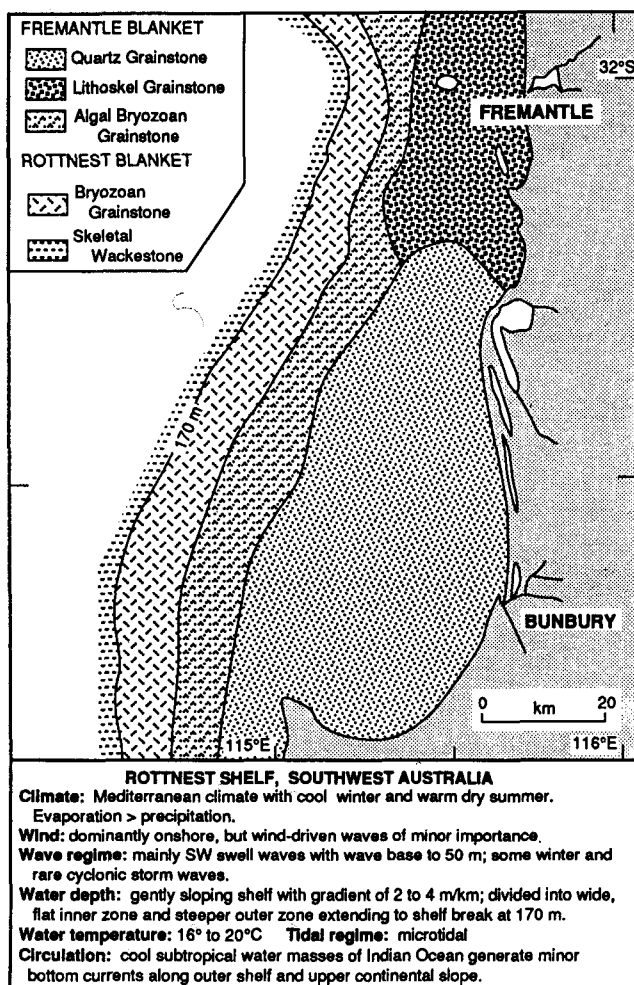 FREMANTLE BLANKET
Quartz Grainstone
Lithoskel Grainstone
Algal Bryozoan
Grainstone
ROTTNEST BLANKET
Bryozoan
Grainstone
Skeletal
Wackestone
32°S
FREMANTLE
170 m
BUNBURY
0 20
km
115°E
116°E
ROTTNEST SHELF, SOUTHWEST AUSTRALIA
Climate: Mediterranean climate with cool winter and warm dry summer.
Evaporation > precipitation.
Wind: dominantly onshore, but wind-driven waves of minor importance.
Wave regime: mainly SW swell waves with wave base to 50 m; some winter and
rare cyclonic storm waves.
Water depth: gently sloping shelf with gradient of 2 to 4 m/km; divided into wide,
flat inner zone and steeper outer zone extending to shelf break at 170 m.
Water temperature: 16° to 20°C Tidal regime: microtidal
Circulation: cool subtropical water masses of Indian Ocean generate minor
bottom currents along outer shelf and upper continental slope.